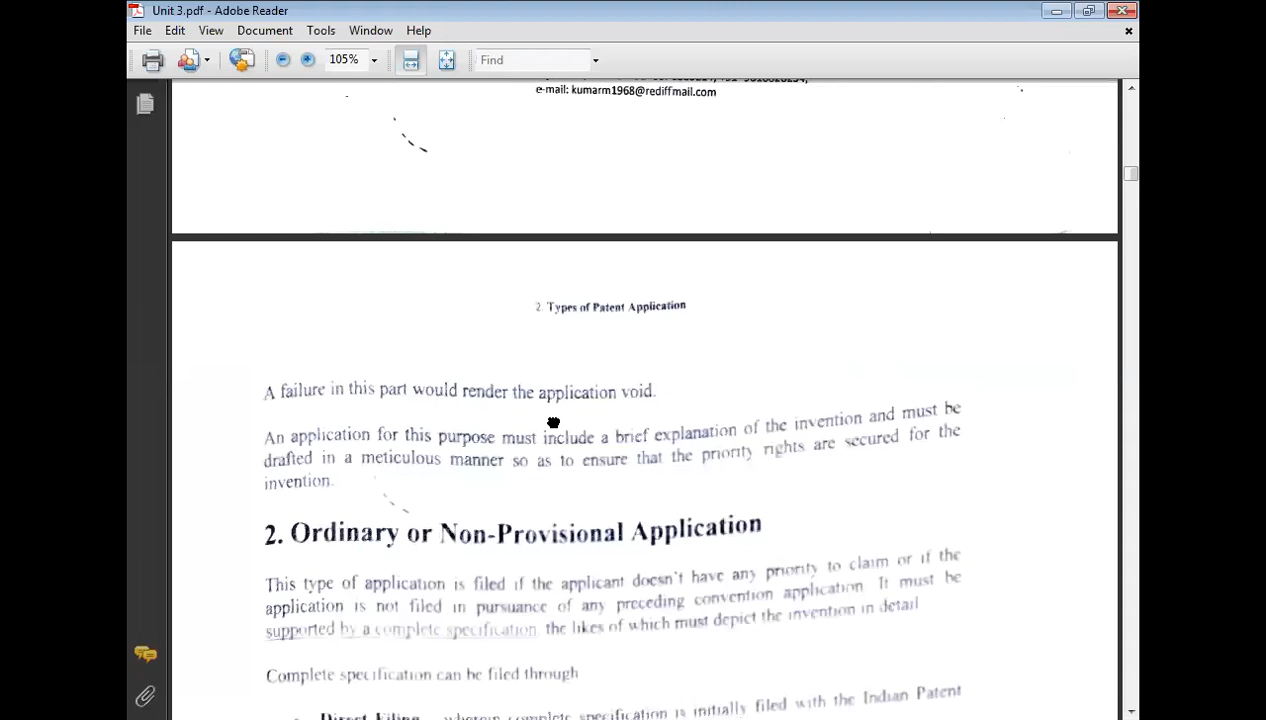 Unit 3.pdf - Adobe Reader
File Edit View Document Tools Window Help
105% Find
e-mail: kumarm1968@rediffmail.com
2. Types of Patent Application
A failure in this part would render the application void.
An application for this purpose must include a brief explanation of the invention and must be
drafted in a meticulous manner so as to ensure that the priority rights are secured for the
invention.
2. Ordinary or Non-Provisional Application
This type of application is filed if the applicant doesn't have any priority to claim or if the
application is not filed in pursuance of any preceding convention application. It must be
supported by a complete specification, the likes of which must depict the invention in detail
Complete specification can be filed through
Direct Filing wherein complete specification is initially filed with the Indian Patent